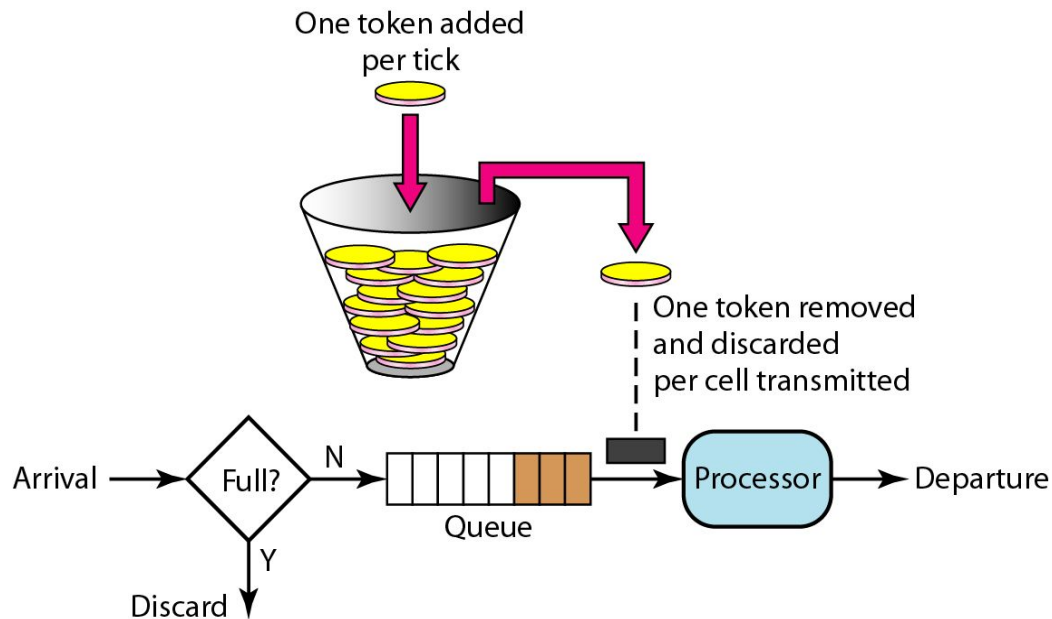 One token added
per tick
One token removed
and discarded
per cell transmitted
Arrival
Full?
N
Queue
Processor
Departure
Y
Discard